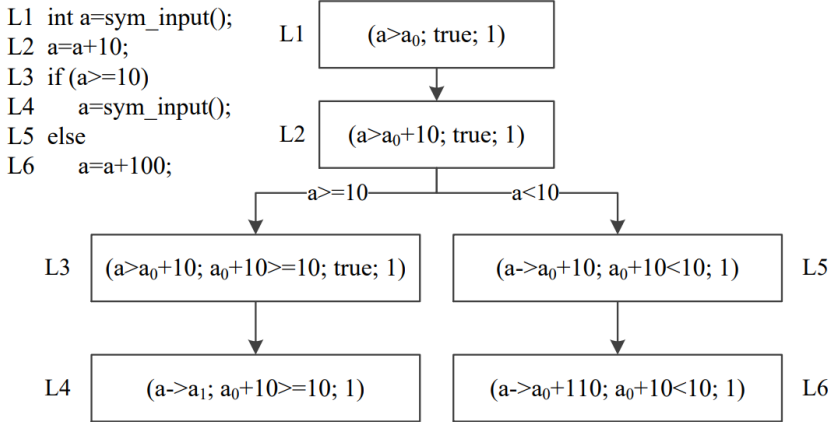 L1 int a=sym_input();
L2 a=a+10;
L3 if (a>=10)
L4 a=sym_input();
L5 else
L6 a=a+100;
L1 (a>a₀; true; 1)
L2 (a>a₀+10; true; 1)
a>=10 a<10
L3 (a>a₀+10; a₀+10>=10; true; 1) (a->a₀+10; a₀+10<10; 1) L5
L4 (a->a₁; a₀+10>=10; 1) (a->a₀+110; a₀+10<10; 1) L6